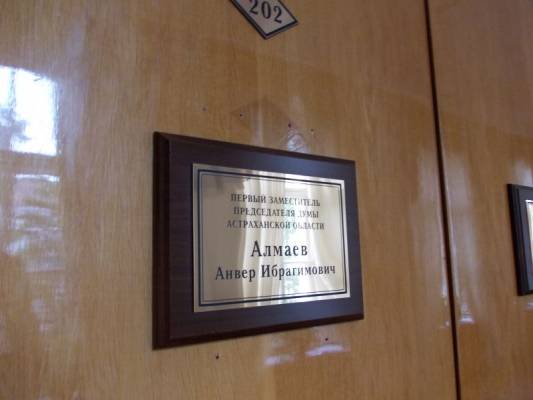 202
ПЕРВЫЙ ЗАМЕСТИТЕЛЬ
ПРЕДСЕДАТЕЛЯ ДУМЫ
АСТРАХАНСКОЙ ОБЛАСТИ
Алмаев
Анвер Ибрагимович